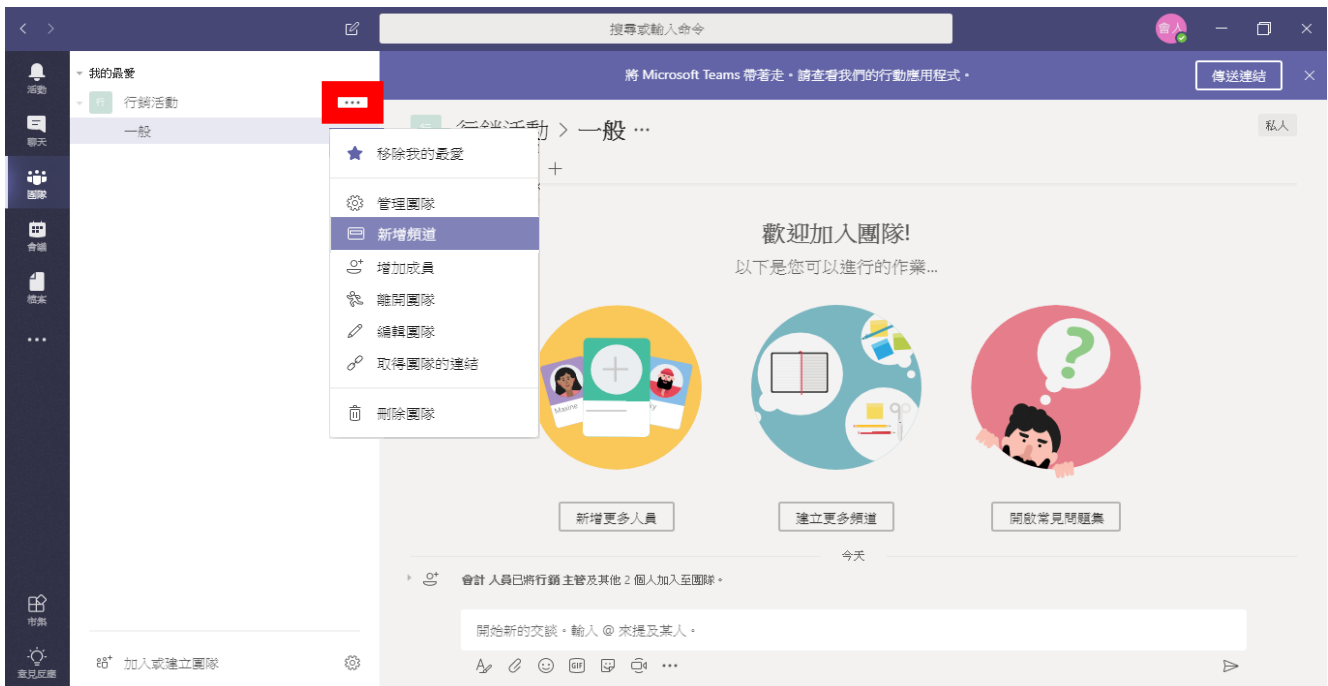 搜尋或輸入命令
會人
將 Microsoft Teams 帶著走。請查看我們的行動應用程式。
傳送連結
活動
聊天
團隊
會議
檔案
市集
意見反應
我的最愛
行
行銷活動
一般
加入或建立團隊
移除我的最愛
管理團隊
新增頻道
增加成員
離開團隊
編輯團隊
取得團隊的連結
刪除團隊
行銷活動 > 一般 ···
私人
歡迎加入團隊!
以下是您可以進行的作業...
Maxine
新增更多人員
建立更多頻道
開啟常見問題集
今天
會計 人員已將行銷 主管及其他 2 個人加入至團隊。
開始新的交談。輸入 @ 來提及某人。
GIF